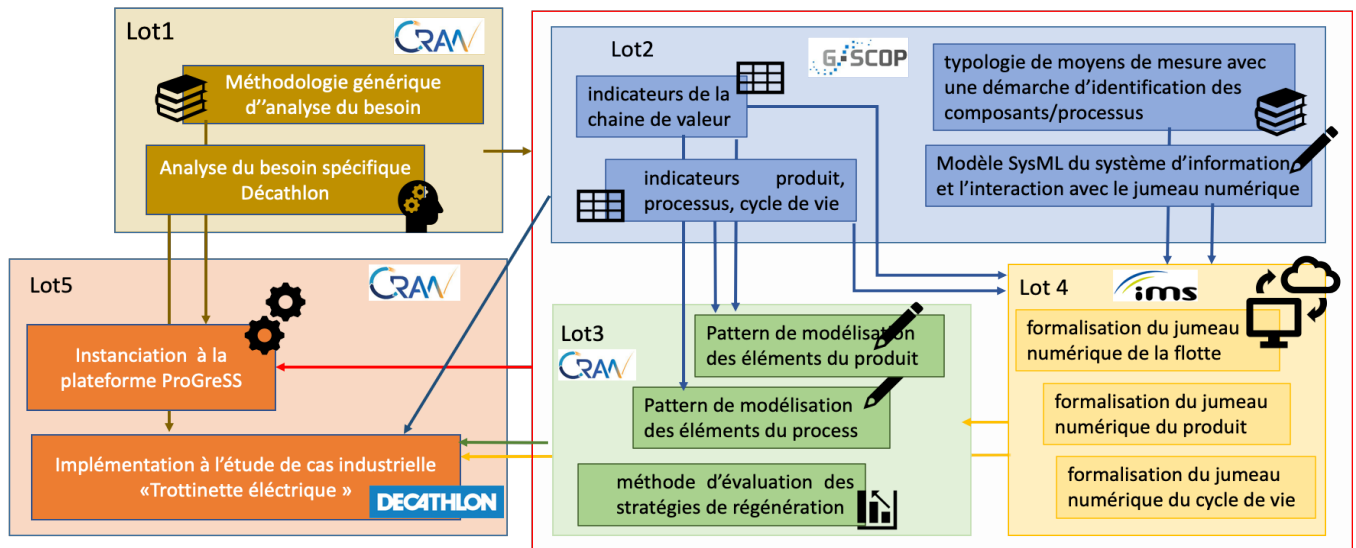 Lot1
CRAN
Méthodologie générique
d’’analyse du besoin
Analyse du besoin spécifique
Décathlon
Lot2
G-SCOP
indicateurs de la
chaine de valeur
indicateurs produit,
processus, cycle de vie
typologie de moyens de mesure avec
une démarche d’identification des
composants/processus
Modèle SysML du système d’information
et l’interaction avec le jumeau numérique
Lot5
CRAN
Instanciation à la
plateforme ProGreSS
Implémentation à l’étude de cas industrielle
«Trottinette éléctrique »
DECATHLON
Lot3
CRAN
Pattern de modélisation
des éléments du produit
Pattern de modélisation
des éléments du process
méthode d’évaluation des
stratégies de régénération
Lot 4
ims
formalisation du jumeau
numérique de la flotte
formalisation du jumeau
numérique du produit
formalisation du jumeau
numérique du cycle de vie